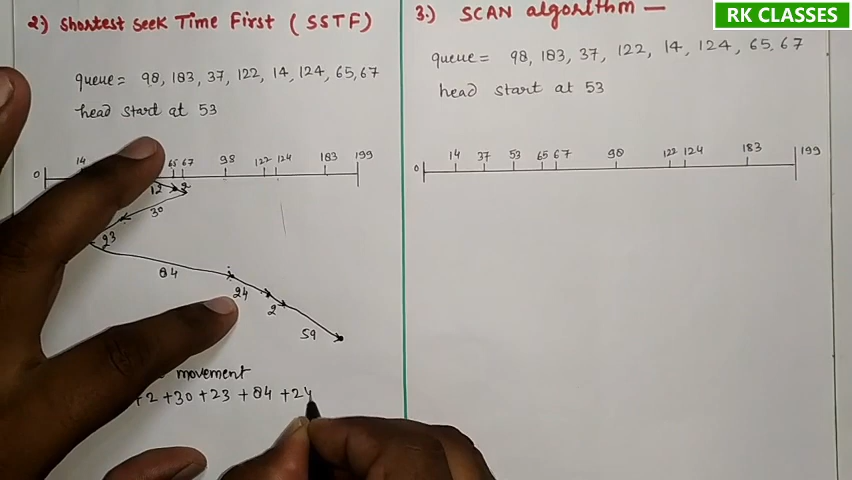 2.) Shortest Seek Time First ( SSTF )
queue = 98, 183, 37, 122, 14, 124, 65, 67
head start at 53
0 14 65 67 98 122 124 183 199
12 2
30
23
84
24
2
59
movement
+2 +30 +23 +84 +24
3.) SCAN algorithm —
RK CLASSES
queue = 98, 183, 37, 122, 14, 124, 65, 67
head start at 53
0 14 37 53 65 67 98 122 124 183 199